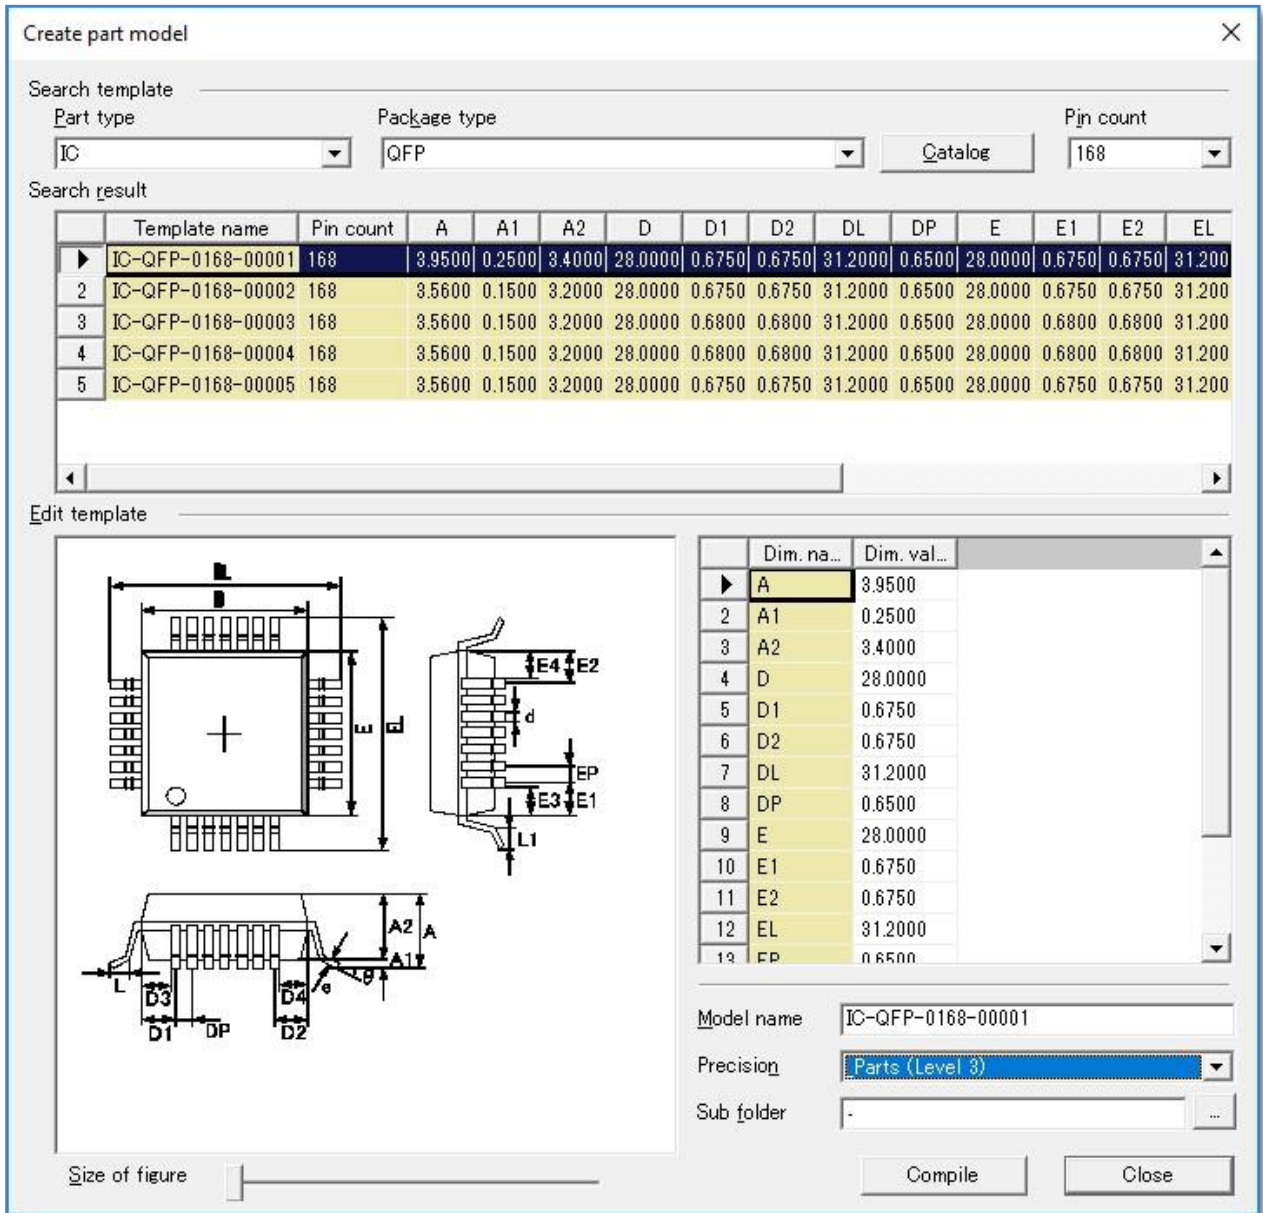 Create part model
Search template
Part type Package type Pin count
IC QFP Catalog 168
Search result
Template name Pin count A A1 A2 D D1 D2 DL DP E E1 E2 EL
IC-QFP-0168-00001 168 3.9500 0.2500 3.4000 28.0000 0.6750 0.6750 31.2000 0.6500 28.0000 0.6750 0.6750 31.200
2 IC-QFP-0168-00002 168 3.5600 0.1500 3.2000 28.0000 0.6750 0.6750 31.2000 0.6500 28.0000 0.6750 0.6750 31.200
3 IC-QFP-0168-00003 168 3.5600 0.1500 3.2000 28.0000 0.6800 0.6800 31.2000 0.6500 28.0000 0.6800 0.6800 31.200
4 IC-QFP-0168-00004 168 3.5600 0.1500 3.2000 28.0000 0.6800 0.6800 31.2000 0.6500 28.0000 0.6800 0.6800 31.200
5 IC-QFP-0168-00005 168 3.5600 0.1500 3.2000 28.0000 0.6750 0.6750 31.2000 0.6500 28.0000 0.6750 0.6750 31.200
Edit template
DL
D
E4 E2
d
E EL
EP
E3 E1
L1
A2 A
A1
L D3 D4 e θ
D1 DP D2
Dim. na... Dim. val...
A 3.9500
2 A1 0.2500
3 A2 3.4000
4 D 28.0000
5 D1 0.6750
6 D2 0.6750
7 DL 31.2000
8 DP 0.6500
9 E 28.0000
10 E1 0.6750
11 E2 0.6750
12 EL 31.2000
13 EP 0.6500
Model name IC-QFP-0168-00001
Precision Parts (Level 3)
Sub folder - ...
Size of figure Compile Close